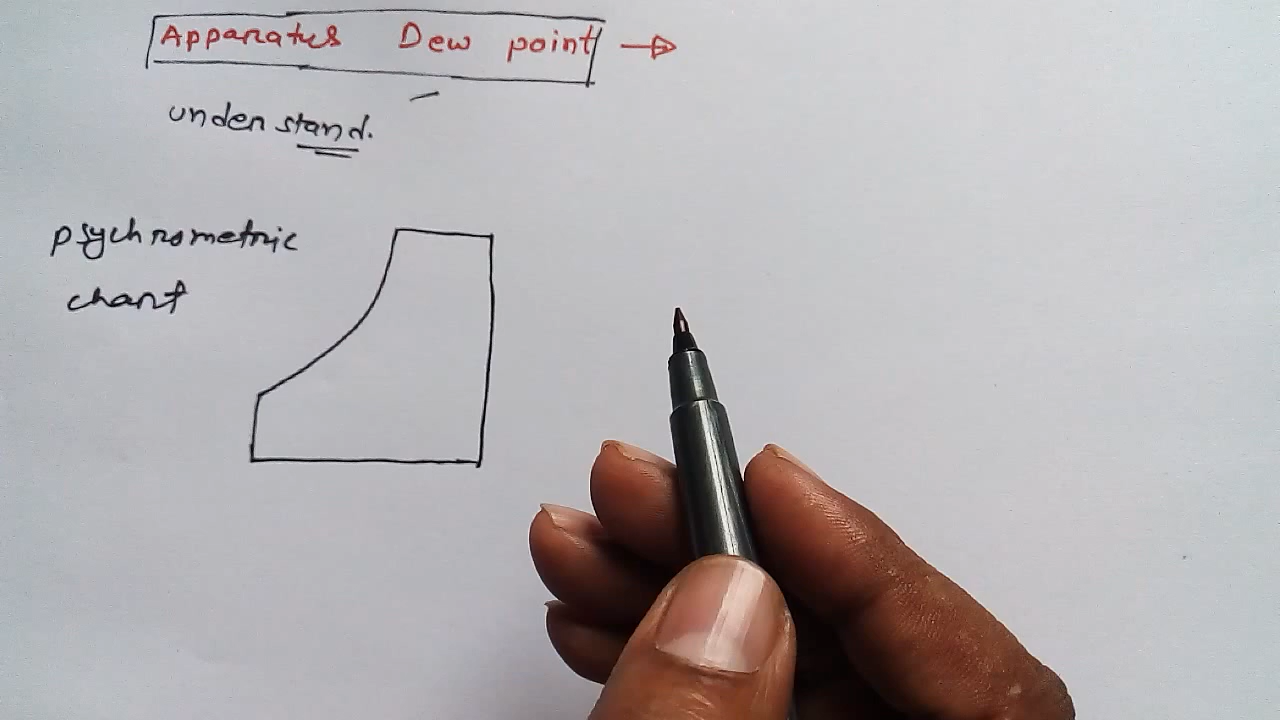 Apparatus Dew point
understand.
psychrometric
chart